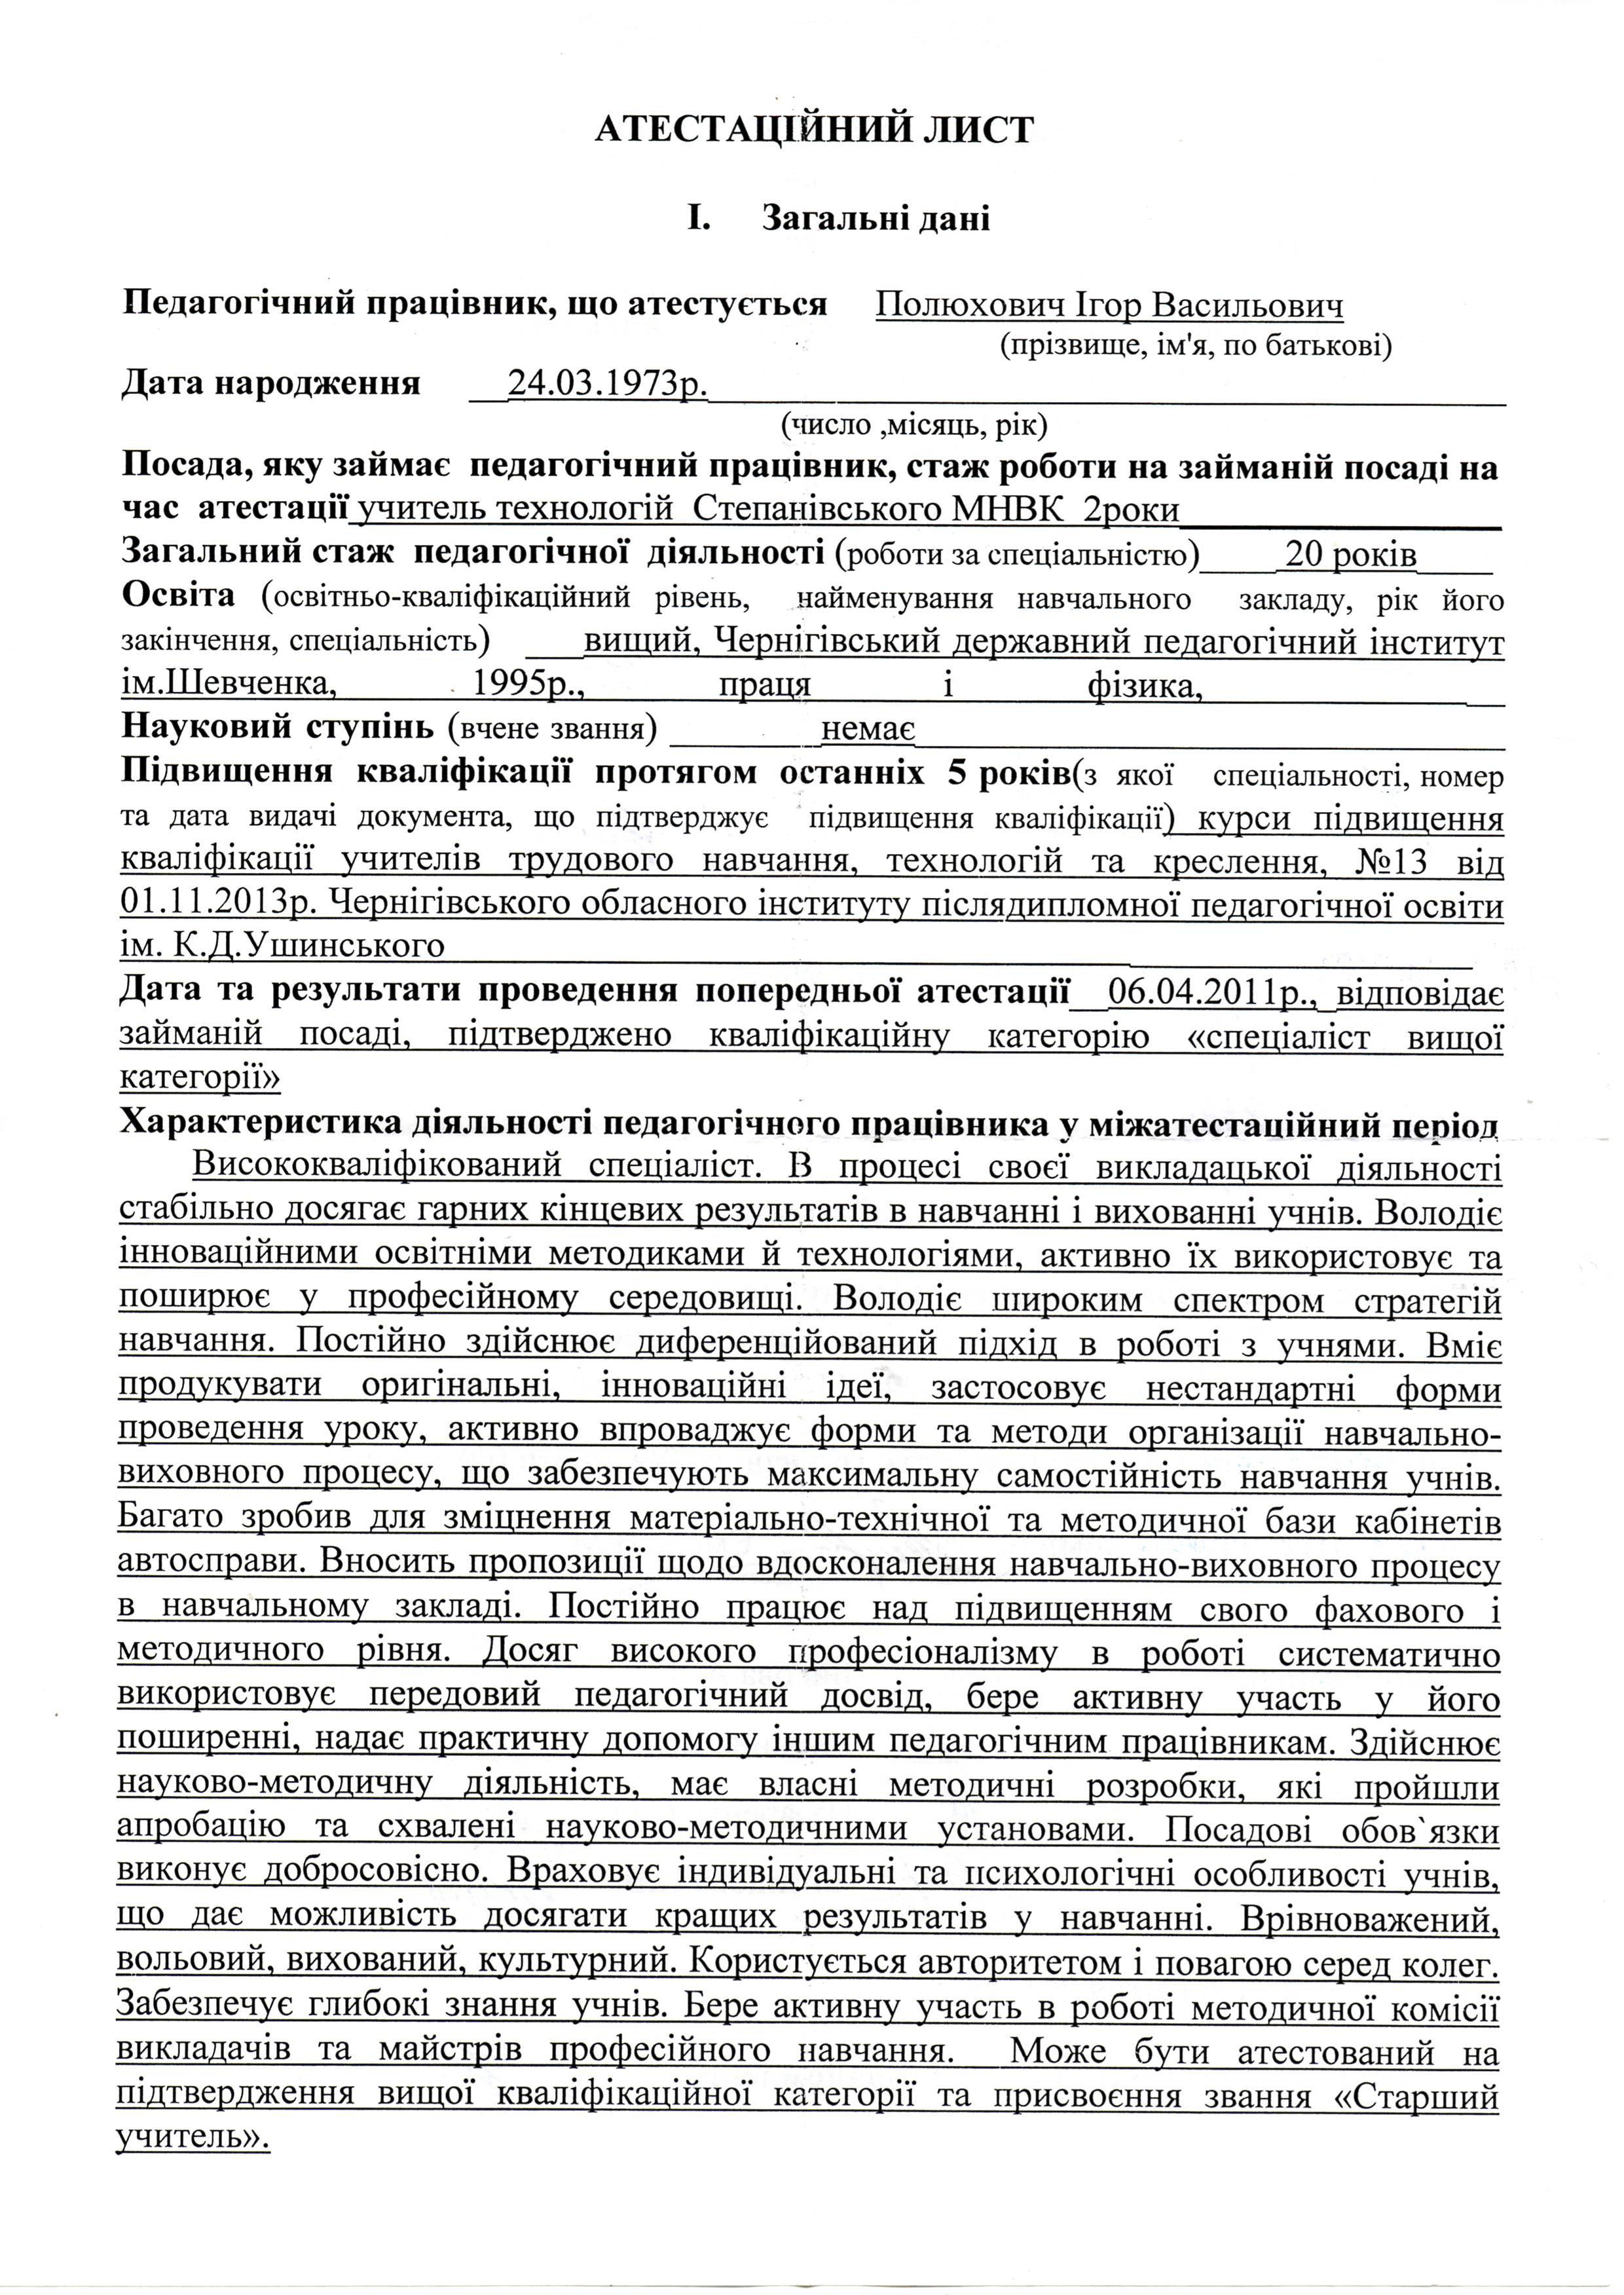 АТЕСТАЦІЙНИЙ ЛИСТ
І. Загальні дані
Педагогічний працівник, що атестується Полюхович Ігор Васильович
(прізвище, ім'я, по батькові)
Дата народження 24.03.1973р.
(число ,місяць, рік)
Посада, яку займає педагогічний працівник, стаж роботи на займаній посаді на
час атестації учитель технологій Степанівського МНВК 2роки
Загальний стаж педагогічної діяльності (роботи за спеціальністю) 20 років
Освіта (освітньо-кваліфікаційний рівень, найменування навчального закладу, рік його
закінчення, спеціальність) вищий, Чернігівський державний педагогічний інститут
ім.Шевченка, 1995р., праця і фізика,
Науковий ступінь (вчене звання) немає
Підвищення кваліфікації протягом останніх 5 років(з якої спеціальності, номер
та дата видачі документа, що підтверджує підвищення кваліфікації) курси підвищення
кваліфікації учителів трудового навчання, технологій та креслення, №13 від
01.11.2013р. Чернігівського обласного інституту післядипломної педагогічної освіти
ім. К.Д.Ушинського
Дата та результати проведення попередньої атестації 06.04.2011р., відповідає
займаній посаді, підтверджено кваліфікаційну категорію «спеціаліст вищої
категорії»
Характеристика діяльності педагогічного працівника у міжатестаційний період
Висококваліфікований спеціаліст. В процесі своєї викладацької діяльності
стабільно досягає гарних кінцевих результатів в навчанні і вихованні учнів. Володіє
інноваційними освітніми методиками й технологіями, активно їх використовує та
поширює у професійному середовищі. Володіє широким спектром стратегій
навчання. Постійно здійснює диференційований підхід в роботі з учнями. Вміє
продукувати оригінальні, інноваційні ідеї, застосовує нестандартні форми
проведення уроку, активно впроваджує форми та методи організації навчально-
виховного процесу, що забезпечують максимальну самостійність навчання учнів.
Багато зробив для зміцнення матеріально-технічної та методичної бази кабінетів
автосправи. Вносить пропозиції щодо вдосконалення навчально-виховного процесу
в навчальному закладі. Постійно працює над підвищенням свого фахового і
методичного рівня. Досяг високого професіоналізму в роботі систематично
використовує передовий педагогічний досвід, бере активну участь у його
поширенні, надає практичну допомогу іншим педагогічним працівникам. Здійснює
науково-методичну діяльність, має власні методичні розробки, які пройшли
апробацію та схвалені науково-методичними установами. Посадові обов`язки
виконує добросовісно. Враховує індивідуальні та психологічні особливості учнів,
що дає можливість досягати кращих результатів у навчанні. Врівноважений,
вольовий, вихований, культурний. Користується авторитетом і повагою серед колег.
Забезпечує глибокі знання учнів. Бере активну участь в роботі методичної комісії
викладачів та майстрів професійного навчання. Може бути атестований на
підтвердження вищої кваліфікаційної категорії та присвоєння звання «Старший
учитель».